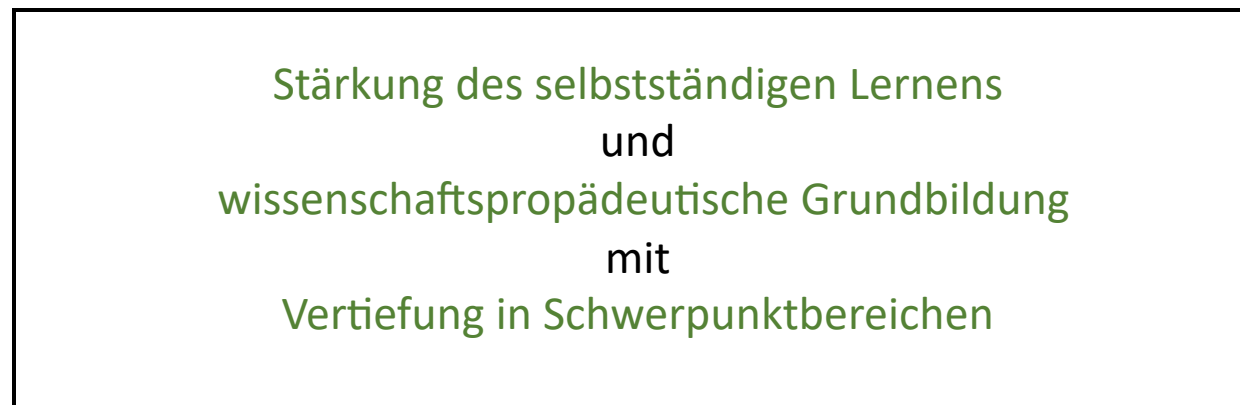 Stärkung des selbstständigen Lernens
und
wissenschaftspropädeutische Grundbildung
mit
Vertiefung in Schwerpunktbereichen